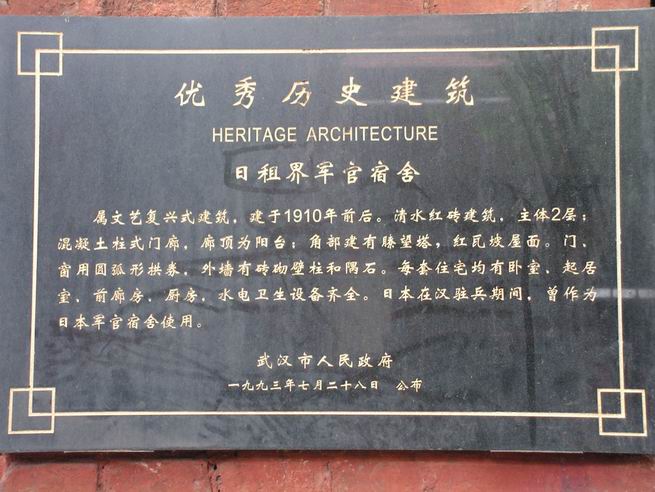 优秀历史建筑
HERITAGE ARCHITECTURE
日租界军官宿舍
属文艺复兴式建筑，建于1910年前后。清水红砖建筑，主体2层；
混凝土柱式门廊，廊顶为阳台；角部建有瞭望塔，红瓦坡屋面。门、
窗用圆弧形拱券，外墙有砖砌壁柱和隅石。每套住宅均有卧室、起居
室、前廊房、厨房，水电卫生设备齐全。日本在汉驻兵期间，曾作为
日本军官宿舍使用。
武汉市人民政府
一九九三年七月二十八日 公布